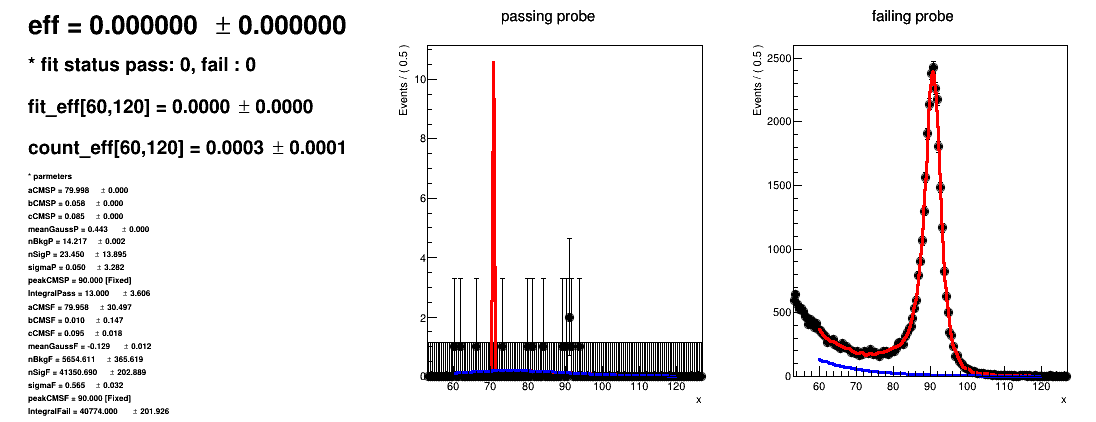 eff = 0.000000 ± 0.000000
* fit status pass: 0, fail : 0
fit_eff[60,120] = 0.0000 ± 0.0000
count_eff[60,120] = 0.0003 ± 0.0001
* parmeters
aCMSP = 79.998 ± 0.000
bCMSP = 0.058 ± 0.000
cCMSP = 0.085 ± 0.000
meanGaussP = 0.443 ± 0.000
nBkgP = 14.217 ± 0.002
nSigP = 23.450 ± 13.895
sigmaP = 0.050 ± 3.282
peakCMSP = 90.000 [Fixed]
IntegralPass = 13.000 ± 3.606
aCMSF = 79.958 ± 30.497
bCMSF = 0.010 ± 0.147
cCMSF = 0.095 ± 0.018
meanGaussF = -0.129 ± 0.012
nBkgF = 5654.611 ± 365.619
nSigF = 41350.690 ± 202.889
sigmaF = 0.565 ± 0.032
peakCMSF = 90.000 [Fixed]
IntegralFail = 40774.000 ± 201.926
passing probe
Events / ( 0.5 )
10
8
6
4
2
0
60 70 80 90 100 110 120
x
failing probe
Events / ( 0.5 )
2500
2000
1500
1000
500
0
60 70 80 90 100 110 120
x